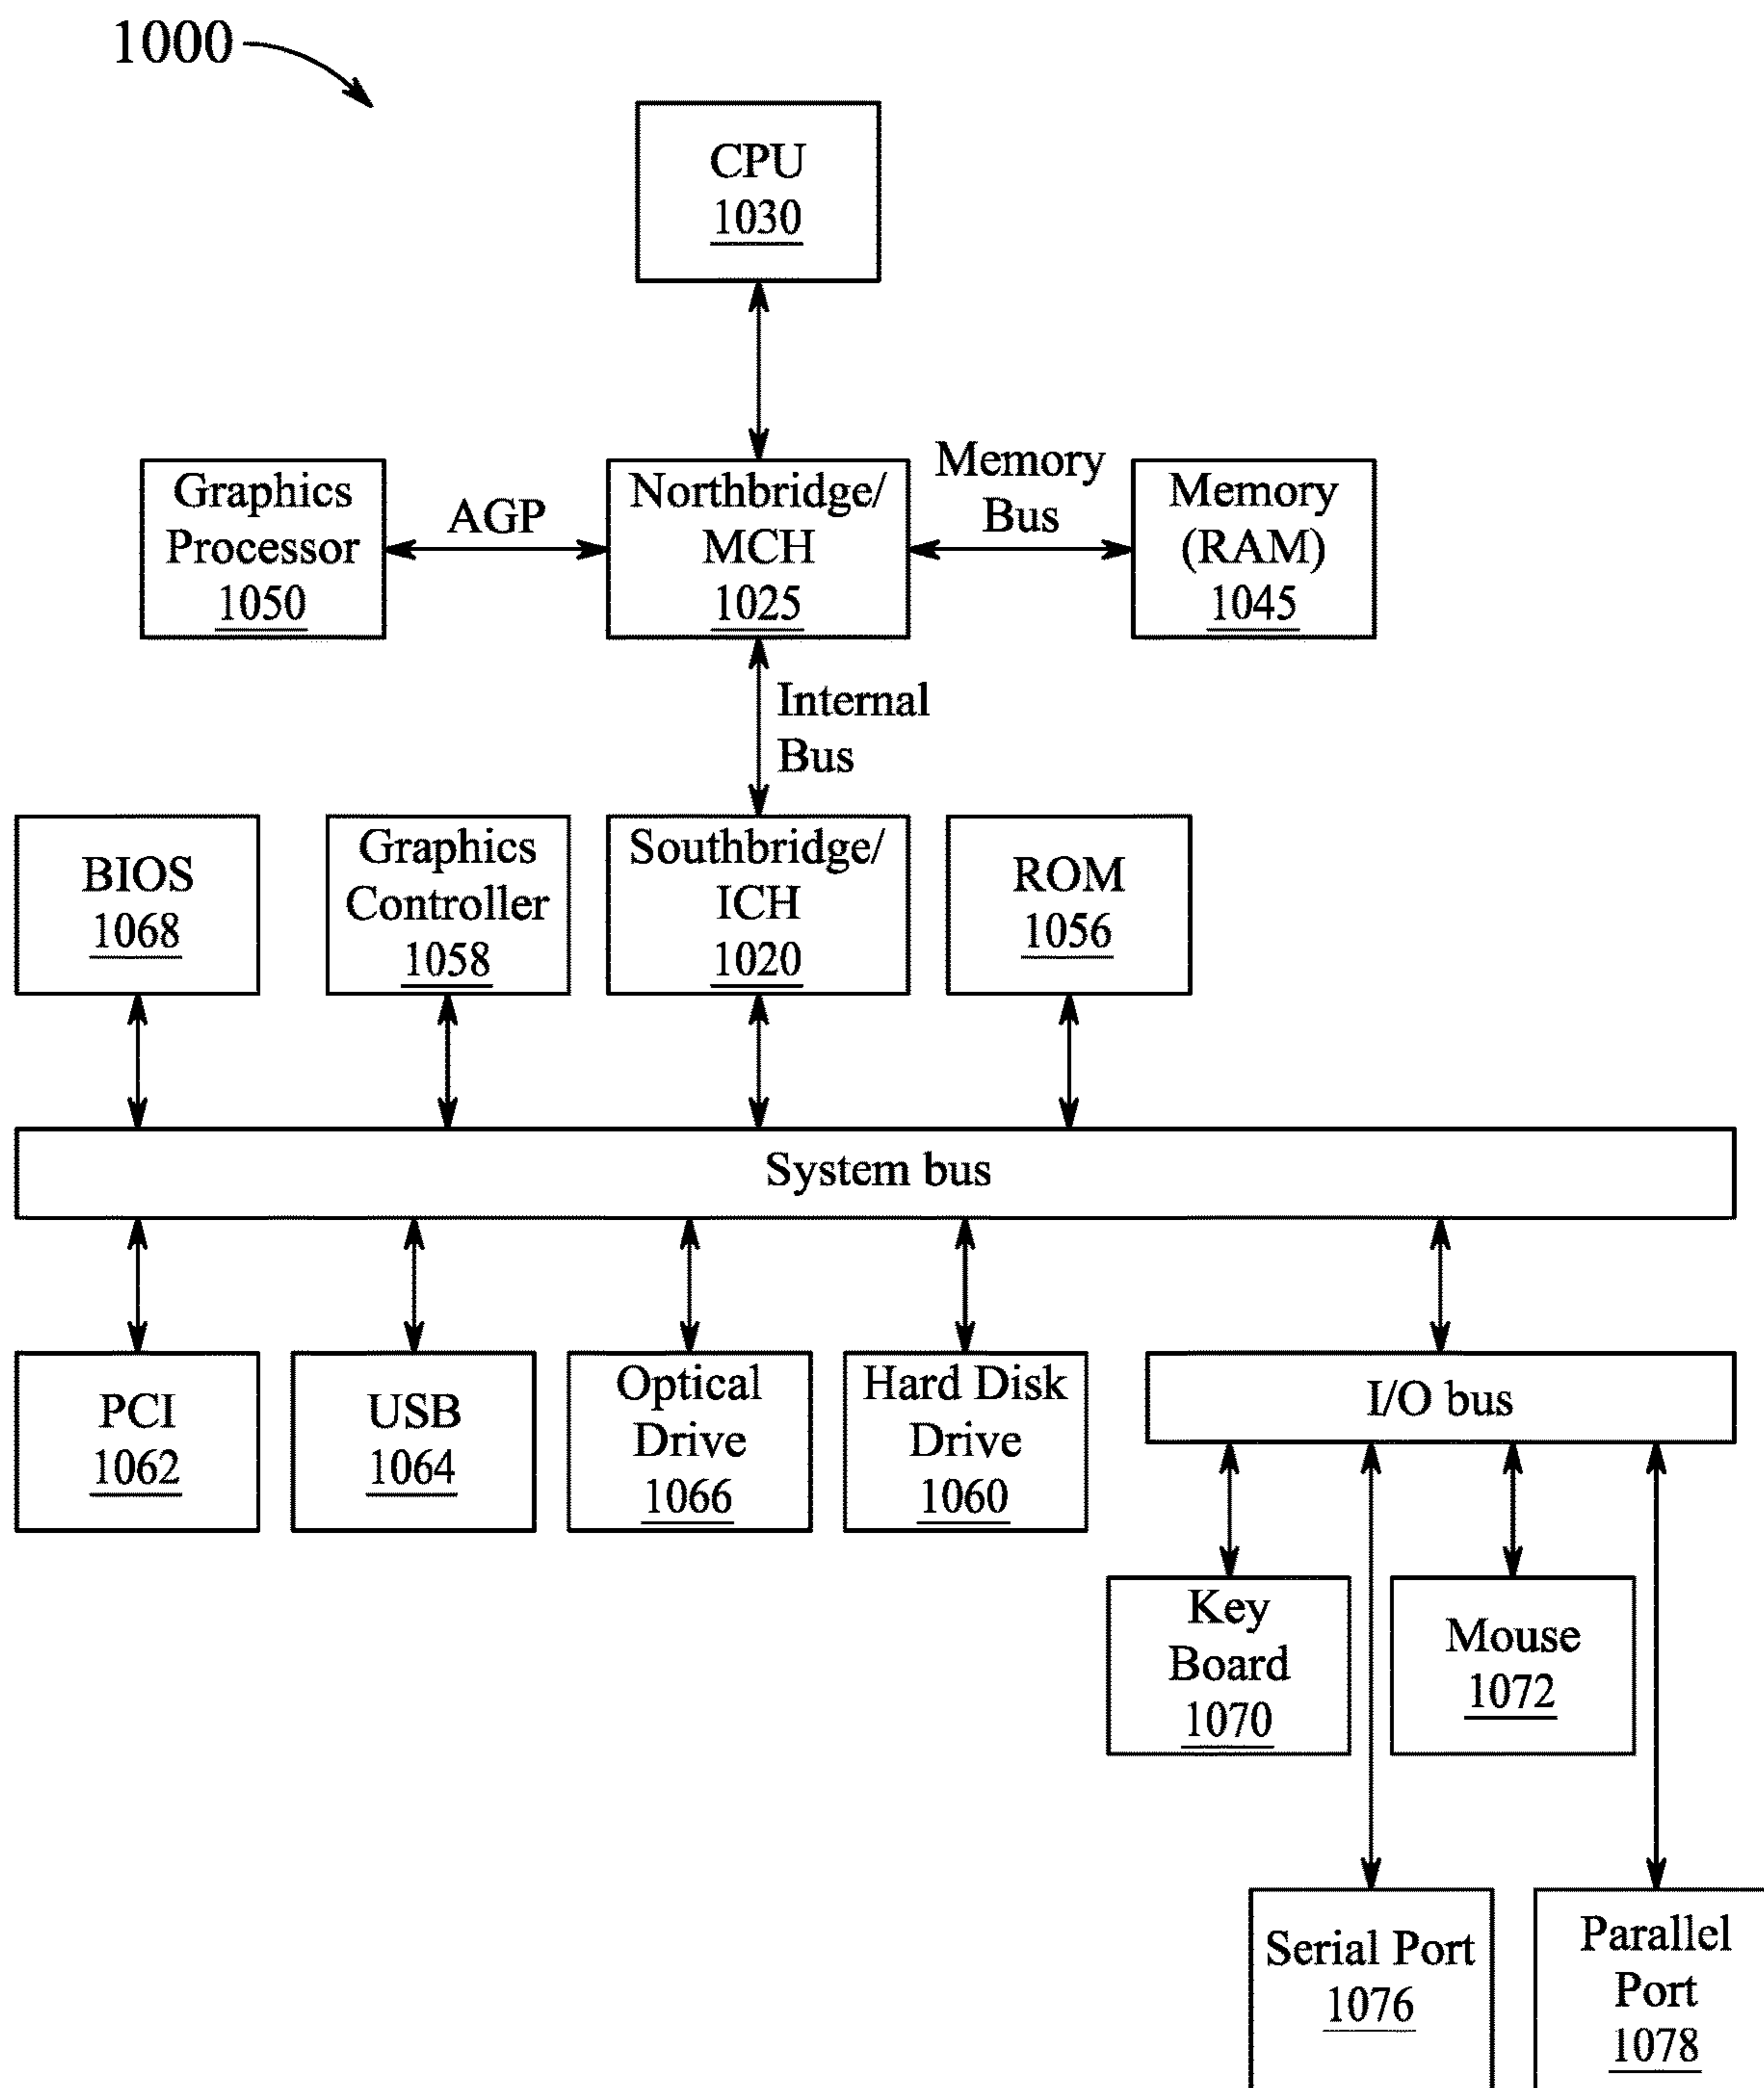 1000
CPU
1030
Graphics
Processor
1050
AGP
Northbridge/
MCH
1025
Memory
Bus
Memory
(RAM)
1045
Internal
Bus
BIOS
1068
Graphics
Controller
1058
Southbridge/
ICH
1020
ROM
1056
System bus
PCI
1062
USB
1064
Optical
Drive
1066
Hard Disk
Drive
1060
I/O bus
Key
Board
1070
Mouse
1072
Serial Port
1076
Parallel
Port
1078